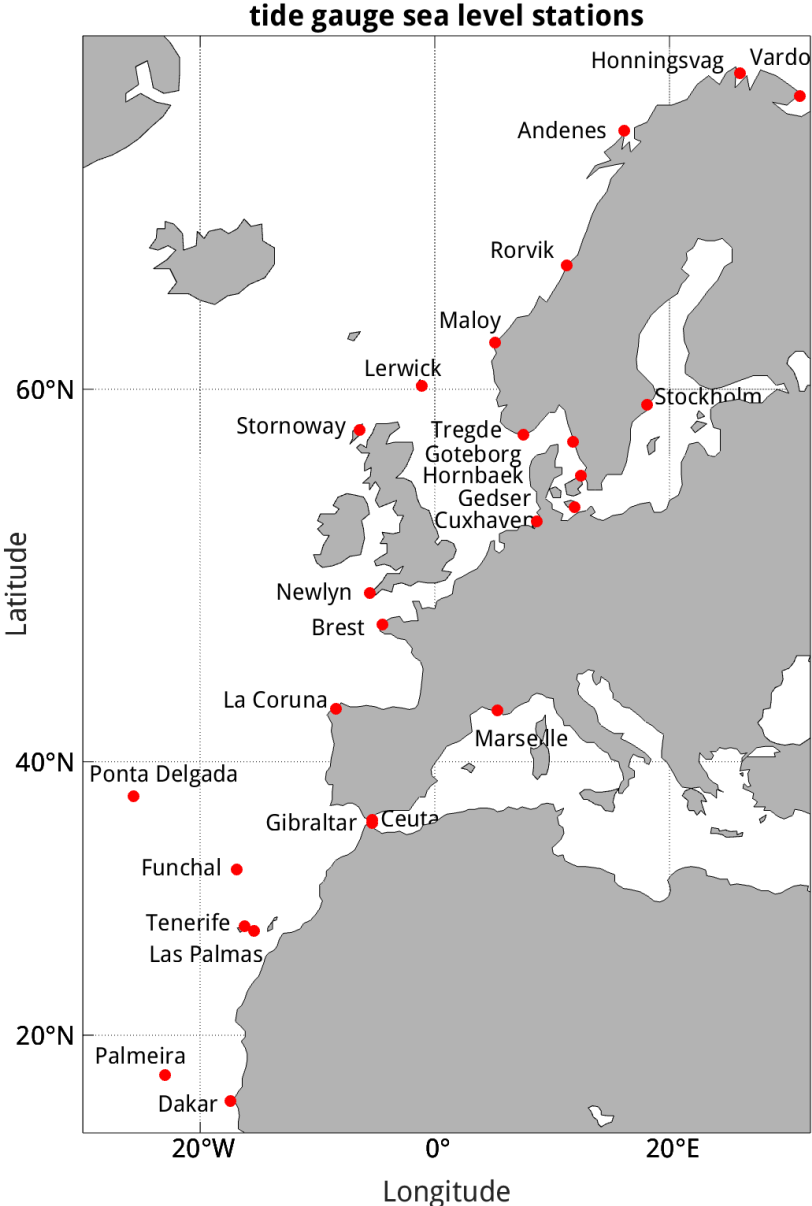 tide gauge sea level stations
Honningsvag
Vardo
Andenes
Rorvik
Maloy
Lerwick
60°N
Stockholm
Stornoway
Tregde
Goteborg
Hornbaek
Gedser
Cuxhaven
Latitude
Newlyn
Brest
La Coruna
Marseille
40°N
Ponta Delgada
Gibraltar
Ceuta
Funchal
Tenerife
Las Palmas
20°N
Palmeira
Dakar
20°W
0°
20°E
Longitude